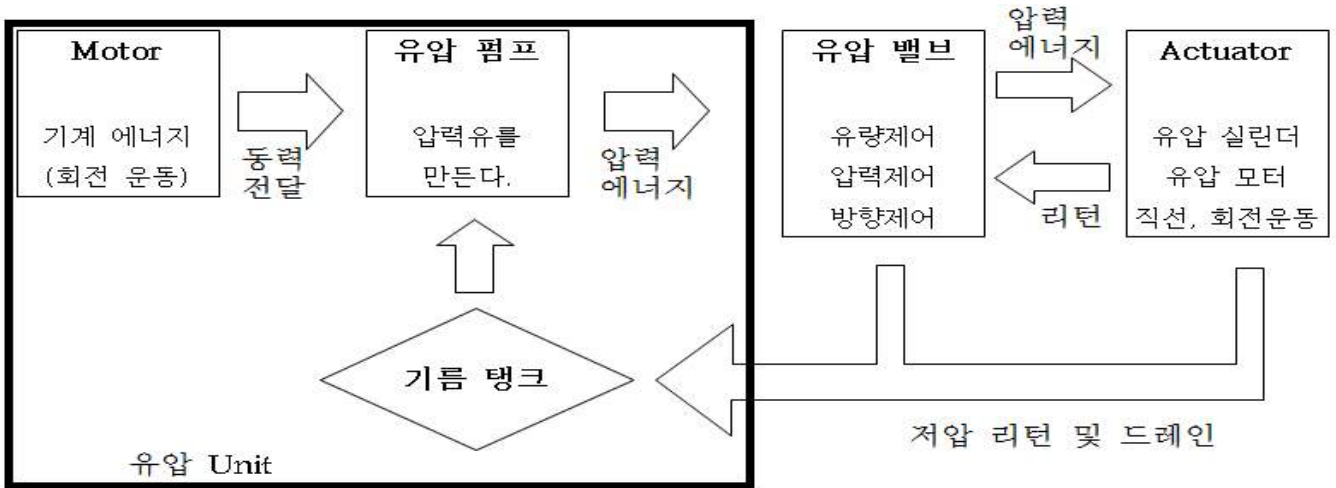 Motor
기계 에너지
(회전 운동)
동력
전달
유압 펌프
압력유를
만든다.
압력
에너지
유압 밸브
유량제어
압력제어
방향제어
압력
에너지
리턴
Actuator
유압 실린더
유압 모터
직선, 회전운동
기름 탱크
저압 리턴 및 드레인
유압 Unit